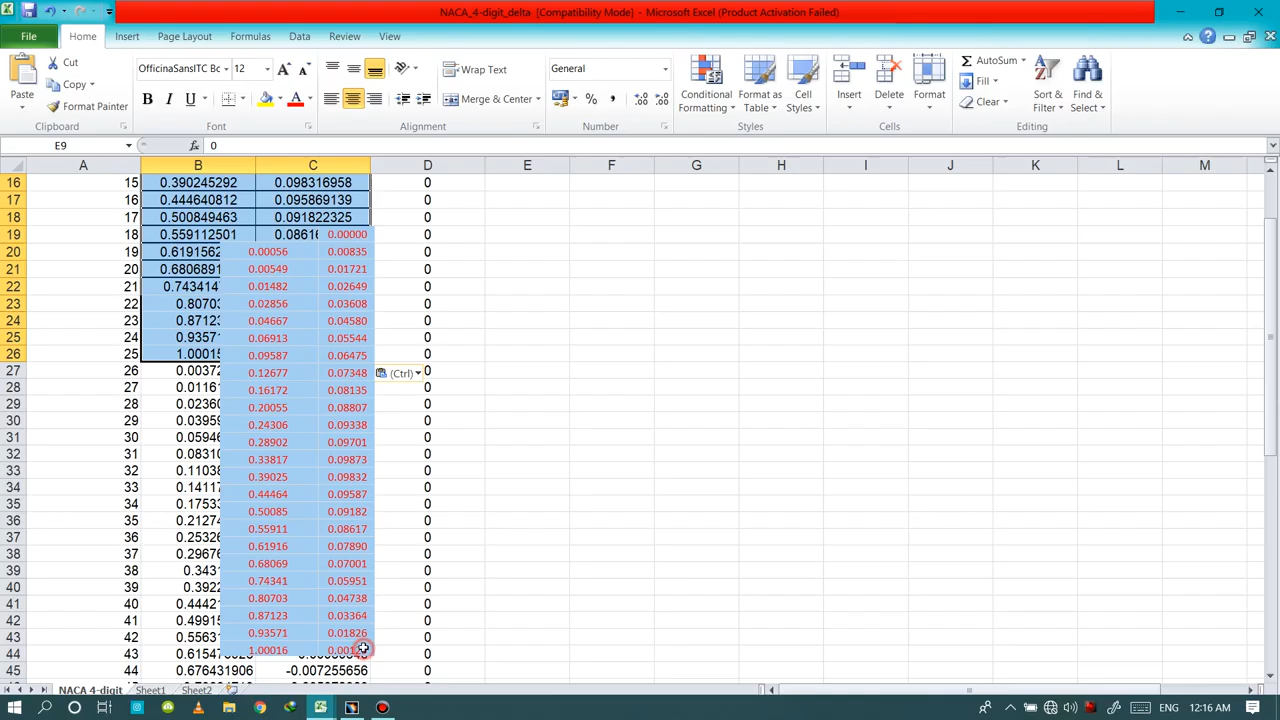 NACA_4-digit_delta [Compatibility Mode] - Microsoft Excel (Product Activation Failed)
File Home Insert Page Layout Formulas Data Review View
Paste
Cut
Copy
Format Painter
Clipboard
OfficinaSansITC Bc 12 A A
B I U A
Font
Wrap Text
Merge & Center
Alignment
General
% ,
Number
Conditional Formatting
Format as Table
Cell Styles
Styles
Insert
Delete
Format
Cells
AutoSum
Fill
Clear
Sort & Filter
Find & Select
Editing
E9 fx 0
A B C D E F G H I J K L M
16 15 0.390245292 0.098316958 0
17 16 0.444640812 0.095869139 0
18 17 0.500849463 0.091822325 0
19 18 0.559112501 0.0861 0.00000 0
20 19 0.619156 0.00056 0.00835 0
21 20 0.6806891 0.00549 0.01721 0
22 21 0.743414 0.01482 0.02649 0
23 22 0.80703 0.02856 0.03608 0
24 23 0.87123 0.04667 0.04580 0
25 24 0.93571 0.06913 0.05544 0
26 25 1.00015 0.09587 0.06475 0
27 26 0.00372 0.12677 0.07348 (Ctrl) 0
28 27 0.01161 0.16172 0.08135 0
29 28 0.02360 0.20055 0.08807 0
30 29 0.03959 0.24306 0.09338 0
31 30 0.05946 0.28902 0.09701 0
32 31 0.08310 0.33817 0.09873 0
33 32 0.11038 0.39025 0.09832 0
34 33 0.14117 0.44464 0.09587 0
35 34 0.17533 0.50085 0.09182 0
36 35 0.21274 0.55911 0.08617 0
37 36 0.25326 0.61916 0.07890 0
38 37 0.29676 0.68069 0.07001 0
39 38 0.343 0.74341 0.05951 0
40 39 0.3922 0.80703 0.04738 0
41 40 0.4442 0.87123 0.03364 0
42 41 0.49915 0.93571 0.01826 0
43 42 0.55631 1.00016 0
44 43 0
45 44 0.676431906 -0.007255656 0
NACA 4-digit Sheet1 Sheet2
ENG 12:16 AM